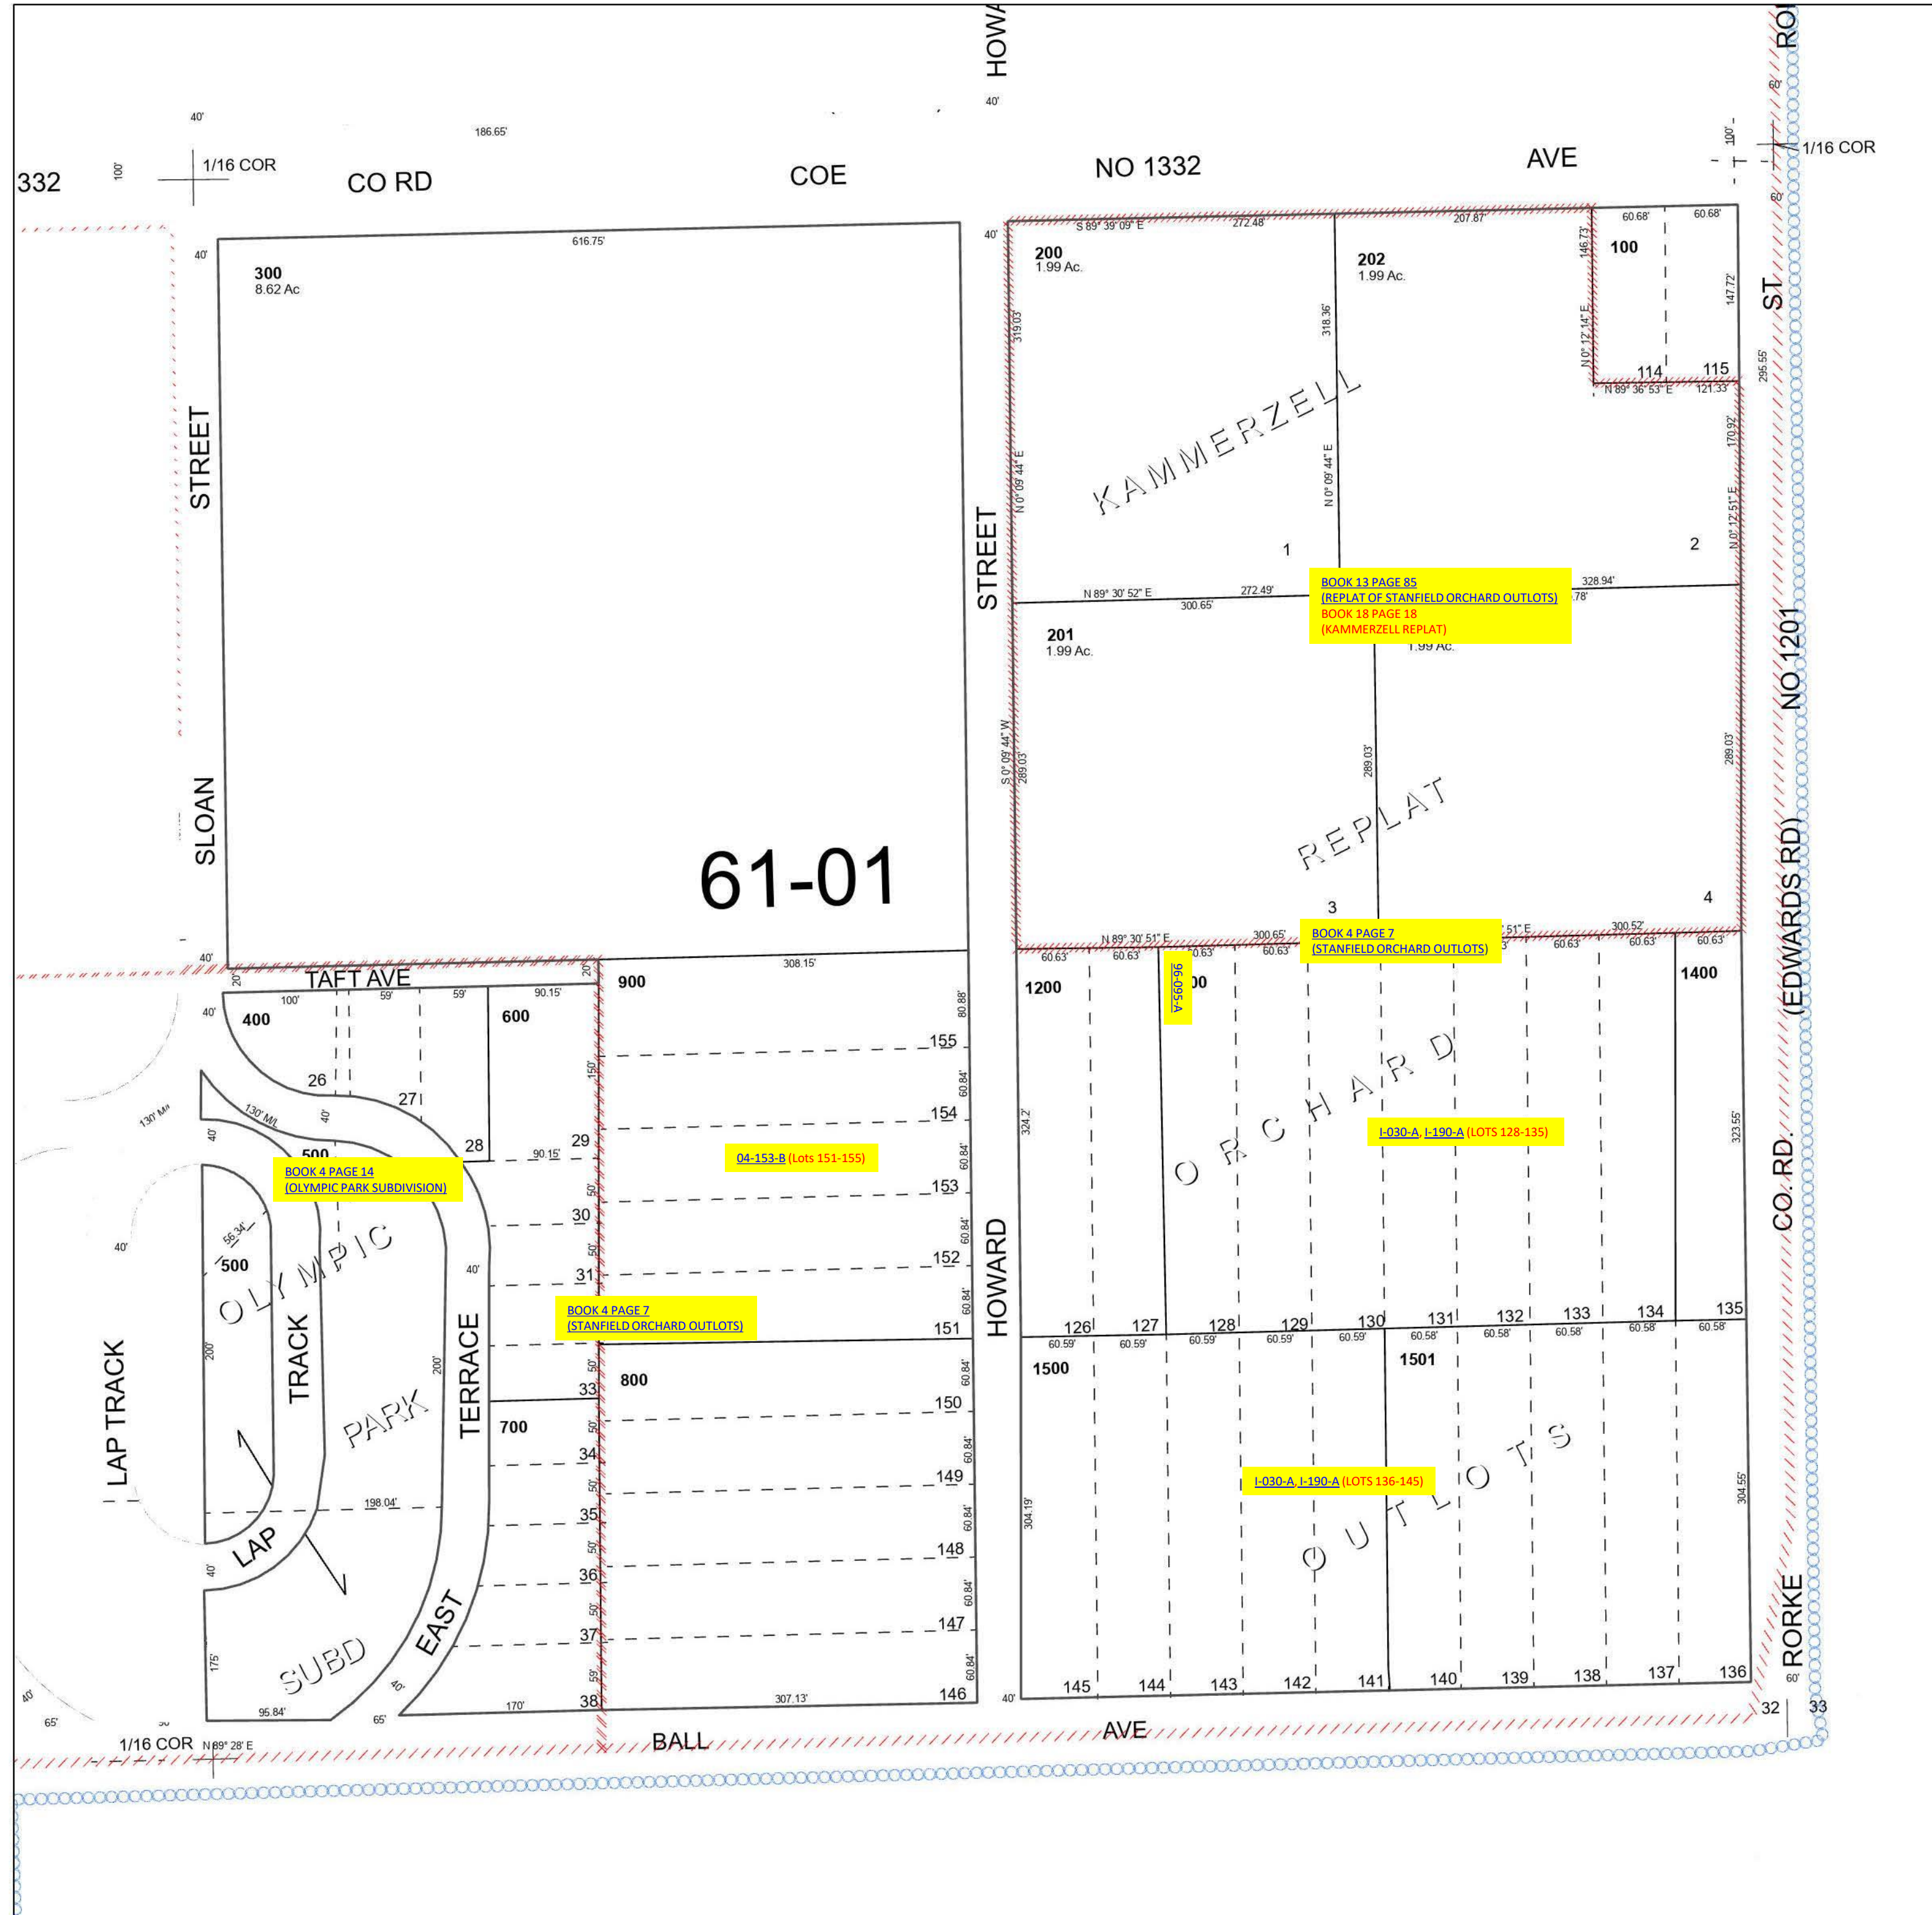 HOWA
40'
RO
60'
40'
186.65'
100'
1/16 COR
332
CO RD
COE
NO 1332
AVE
100'
1/16 COR
60'
40'
616.75'
300
8.62 Ac
40'
S 89° 39' 09" E
272.48'
207.87'
60.68'
60.68'
200
1.99 Ac.
202
1.99 Ac.
100
146.73'
147.72'
N 0° 12' 14" E
319.03'
318.36'
ST
114
115
295.55'
N 89° 36' 53" E
121.33'
170.92'
KAMMERZELL
N 0° 09' 44" E
N 0° 09' 44" E
N 0° 12' 51" E
STREET
STREET
1
2
BOOK 13 PAGE 85
(REPLAT OF STANFIELD ORCHARD OUTLOTS)
BOOK 18 PAGE 18
(KAMMERZELL REPLAT)
N 89° 30' 52" E
272.49'
328.94'
300.65'
.78'
201
1.99 Ac.
1.99 Ac.
NO 1201
S 0° 09' 44" W
289.03'
289.03'
289.03'
SLOAN
61-01
REPLAT
(EDWARDS RD)
3
4
BOOK 4 PAGE 7
(STANFIELD ORCHARD OUTLOTS)
N 89° 30' 51" E
300.65'
51" E
300.52'
60.63'
60.63'
60.63'
60.63'
60.63'
60.63'
60.63'
40'
20'
TAFT AVE
20'
308.15'
900
100'
59'
59'
90.15'
40'
400
600
80.88'
1200
96-095-A
00
1400
155
150'
60.84'
26
27
40'
130' M/L
154
ORCHARD
324.2'
323.55'
I-030-A, I-190-A (LOTS 128-135)
40'
28
29
90.15'
500
BOOK 4 PAGE 14
(OLYMPIC PARK SUBDIVISION)
04-153-B (Lots 151-155)
60.84'
153
50'
30
60.84'
152
50'
31
40'
56.34'
500
OLYMPIC
40'
CO. RD.
HOWARD
60.84'
BOOK 4 PAGE 7
(STANFIELD ORCHARD OUTLOTS)
151
126
127
128
129
130
131
132
133
134
135
60.59'
60.59'
60.59'
60.59'
60.59'
60.58'
60.58'
60.58'
60.58'
60.58'
LAP TRACK
200'
TRACK
200'
TERRACE
50'
33
800
60.84'
1500
1501
150
PARK
700
50'
34
60.84'
149
50'
35
60.84'
I-030-A, I-190-A (LOTS 136-145)
OUTLOTS
198.04'
304.19'
304.55'
148
50'
36
60.84'
LAP
40'
147
50'
37
60.84'
EAST
SUBD
175'
59'
RORKE
40'
38
146
40'
145
144
143
142
141
140
139
138
137
136
60'
40'
65'
95.84'
65'
170'
307.13'
32
33
1/16 COR
N 89° 28' E
BALL
AVE